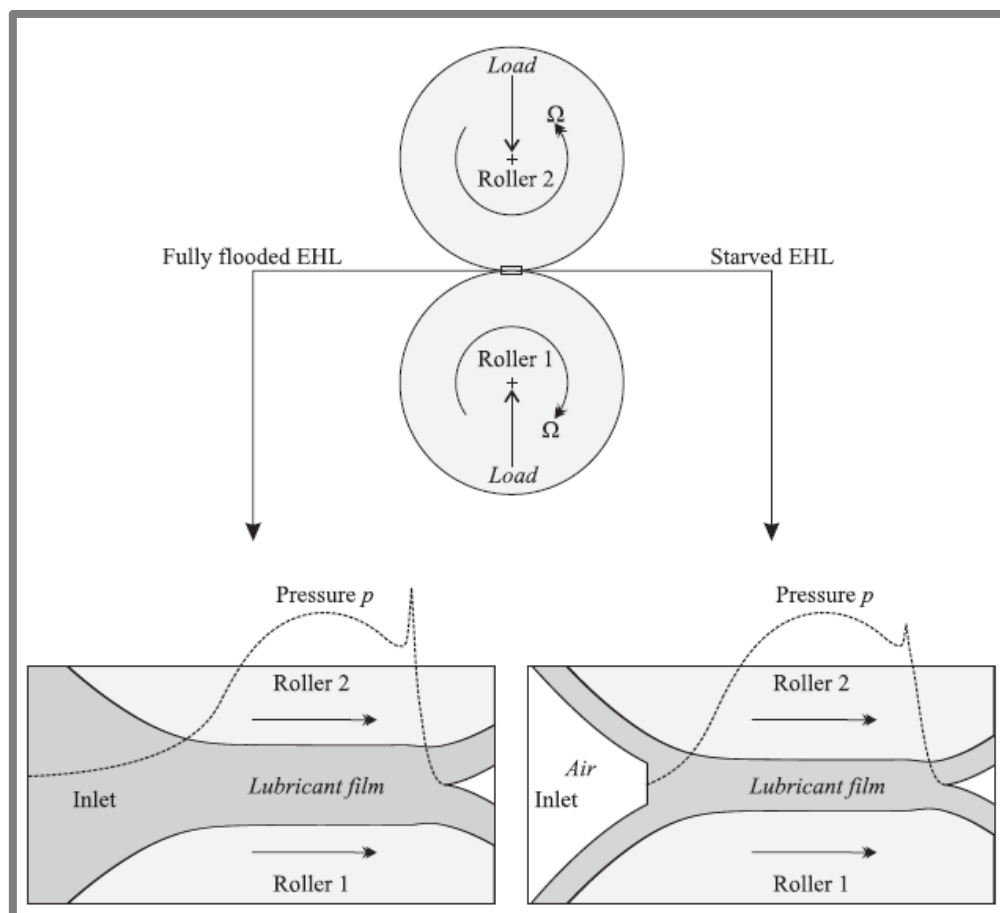 Load
Ω
Roller 2
Fully flooded EHL
Starved EHL
Roller 1
Ω
Load
Pressure p
Roller 2
Inlet
Lubricant film
Roller 1
Pressure p
Roller 2
Air
Inlet
Lubricant film
Roller 1